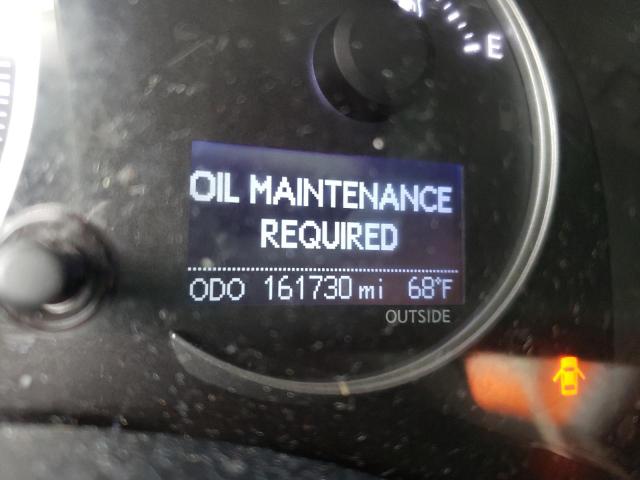 E
OIL MAINTENANCE
REQUIRED
ODO 161730 mi 68°F
OUTSIDE